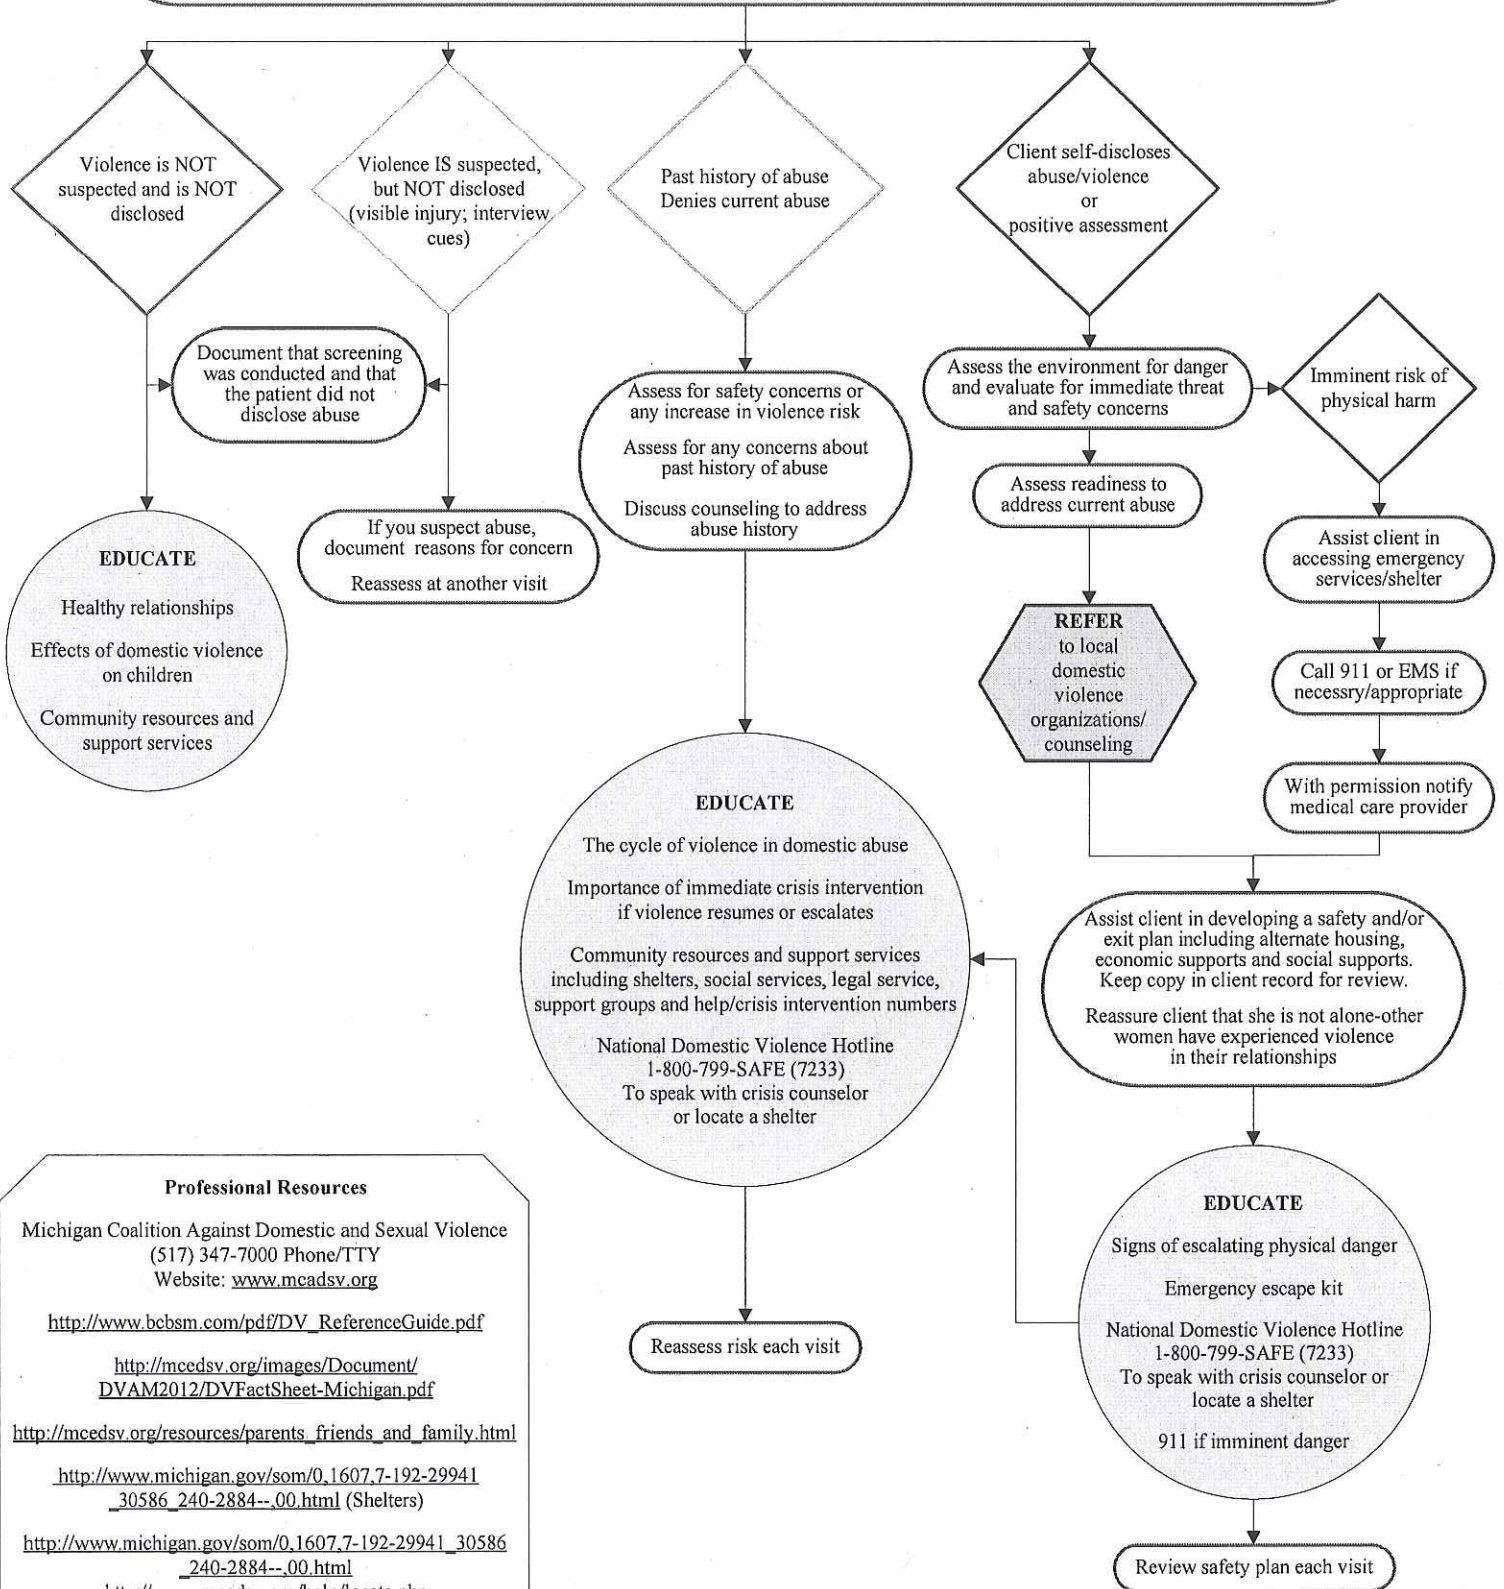 Violence is NOT
suspected and is NOT
disclosed
Violence IS suspected,
but NOT disclosed
(visible injury; interview
cues)
Past history of abuse
Denies current abuse
Client self-discloses
abuse/violence
or
positive assessment
Document that screening
was conducted and that
the patient did not
disclose abuse
Assess for safety concerns or
any increase in violence risk
Assess for any concerns about
past history of abuse
Discuss counseling to address
abuse history
Assess the environment for danger
and evaluate for immediate threat
and safety concerns
Imminent risk of
physical harm
Assess readiness to
address current abuse
EDUCATE
Healthy relationships
Effects of domestic violence
on children
Community resources and
support services
If you suspect abuse,
document reasons for concern
Reassess at another visit
Assist client in
accessing emergency
services/shelter
REFER
to local
domestic
violence
organizations/
counseling
Call 911 or EMS if
necessry/appropriate
With permission notify
medical care provider
EDUCATE
The cycle of violence in domestic abuse
Importance of immediate crisis intervention
if violence resumes or escalates
Community resources and support services
including shelters, social services, legal service,
support groups and help/crisis intervention numbers
National Domestic Violence Hotline
1-800-799-SAFE (7233)
To speak with crisis counselor
or locate a shelter
Assist client in developing a safety and/or
exit plan including alternate housing,
economic supports and social supports.
Keep copy in client record for review.
Reassure client that she is not alone-other
women have experienced violence
in their relationships
Professional Resources
Michigan Coalition Against Domestic and Sexual Violence
(517) 347-7000 Phone/TTY
Website: www.mcadsv.org
http://www.bcbsm.com/pdf/DV_ReferenceGuide.pdf
http://mcedsv.org/images/Document/
DVAM2012/DVFactSheet-Michigan.pdf
http://mcedsv.org/resources/parents_friends_and_family.html
http://www.michigan.gov/som/0,1607,7-192-29941
_30586_240-2884--,00.html (Shelters)
http://www.michigan.gov/som/0,1607,7-192-29941_30586
_240-2884--,00.html
Reassess risk each visit
EDUCATE
Signs of escalating physical danger
Emergency escape kit
National Domestic Violence Hotline
1-800-799-SAFE (7233)
To speak with crisis counselor or
locate a shelter
911 if imminent danger
Review safety plan each visit